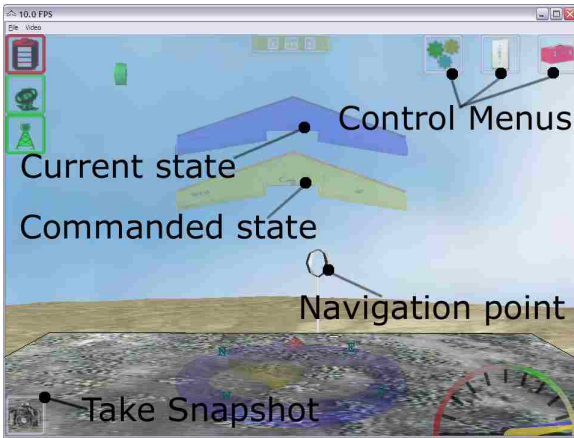 10.0 FPS
File Video
Control Menus
Current state
Commanded state
Navigation point
N
Take Snapshot